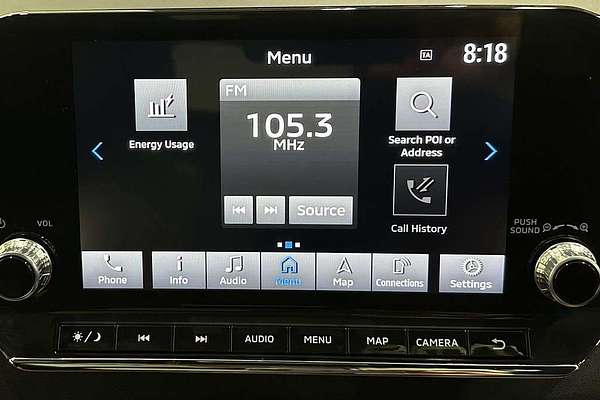 Menu
TA
8:18
Energy Usage
FM
105.3
MHz
Source
Search POI or
Address
Call History
Phone
Info
Audio
Menu
Map
Connections
Settings
VOL
PUSH
SOUND
AUDIO
MENU
MAP
CAMERA